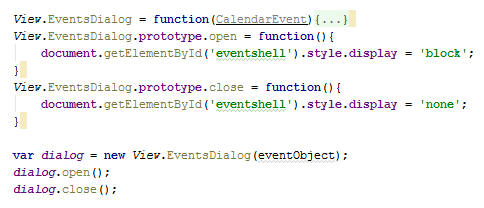 View.EventsDialog = function(CalendarEvent){...}
View.EventsDialog.prototype.open = function(){
    document.getElementById('eventshell').style.display = 'block';
}
View.EventsDialog.prototype.close = function(){
    document.getElementById('eventshell').style.display = 'none';
}
var dialog = new View.EventsDialog(eventObject);
dialog.open();
dialog.close();